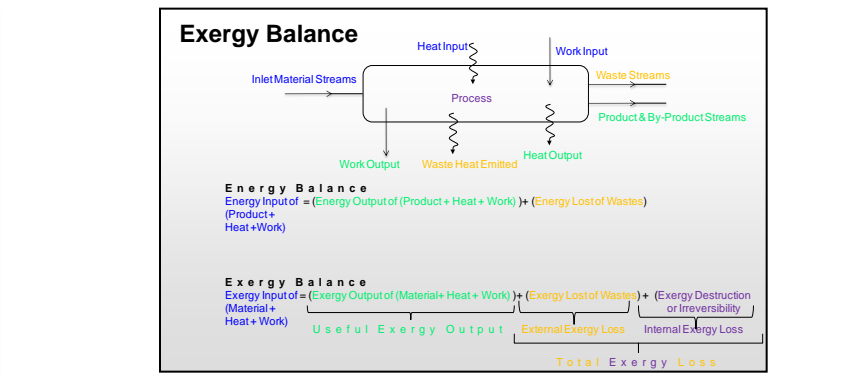 Exergy Balance
Heat Input
Work Input
Inlet Material Streams
Waste Streams
Process
Product & By-Product Streams
Work Output
Waste Heat Emitted
Heat Output
Energy Balance
Energy Input of = (Energy Output of (Product + Heat + Work) )+ (Energy Lost of Wastes)
(Product +
Heat +Work)
Exergy Balance
Exergy Input of = (Exergy Output of (Material+ Heat + Work) )+ (Exergy Lost of Wastes) + (Exergy Destruction
(Material + or Irreversibility
Heat + Work)
Useful Exergy Output External Exergy Loss Internal Exergy Loss
Total Exergy Loss